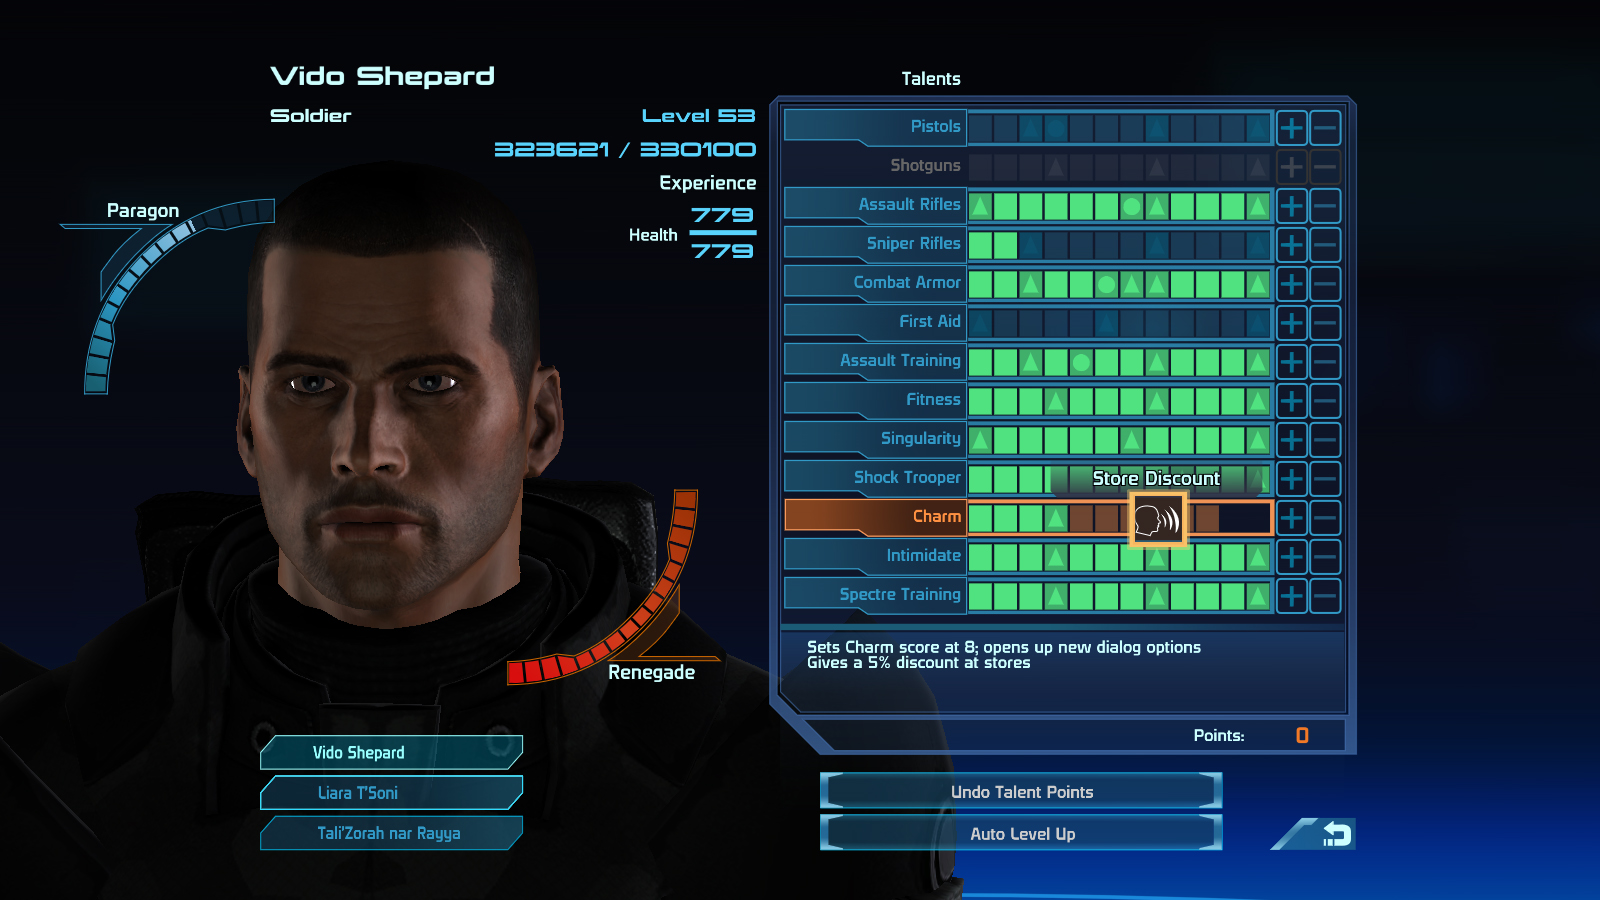 Vido Shepard
Soldier
Level 53
323621 / 330100
Experience
779
Health
779
Paragon
Renegade
Vido Shepard
Liara T'Soni
Tali'Zorah nar Rayya
Talents
Pistols
Shotguns
Assault Rifles
Sniper Rifles
Combat Armor
First Aid
Assault Training
Fitness
Singularity
Shock Trooper
Store Discount
Charm
Intimidate
Spectre Training
Sets Charm score at 8; opens up new dialog options
Gives a 5% discount at stores
Points: 0
Undo Talent Points
Auto Level Up